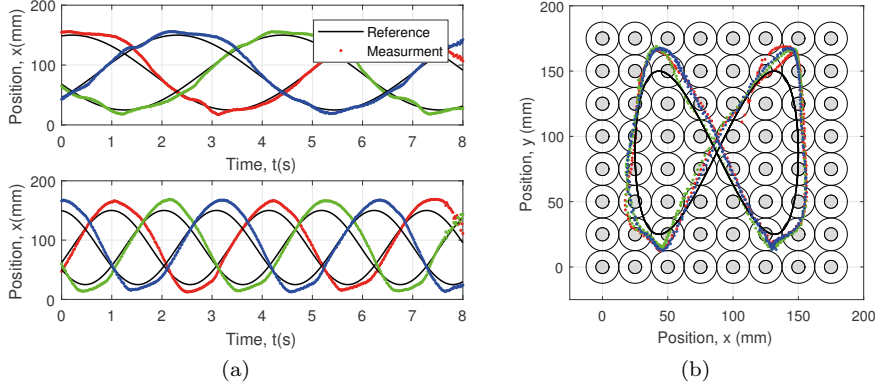 200
150
100
50
0
Position, x(mm)
Reference
Measurment
0 1 2 3 4 5 6 7 8
Time, t(s)
200
100
0
Position, x(mm)
0 1 2 3 4 5 6 7 8
Time, t(s)
(a)
200
150
100
50
0
Position, y (mm)
0 50 100 150 200
Position, x (mm)
(b)